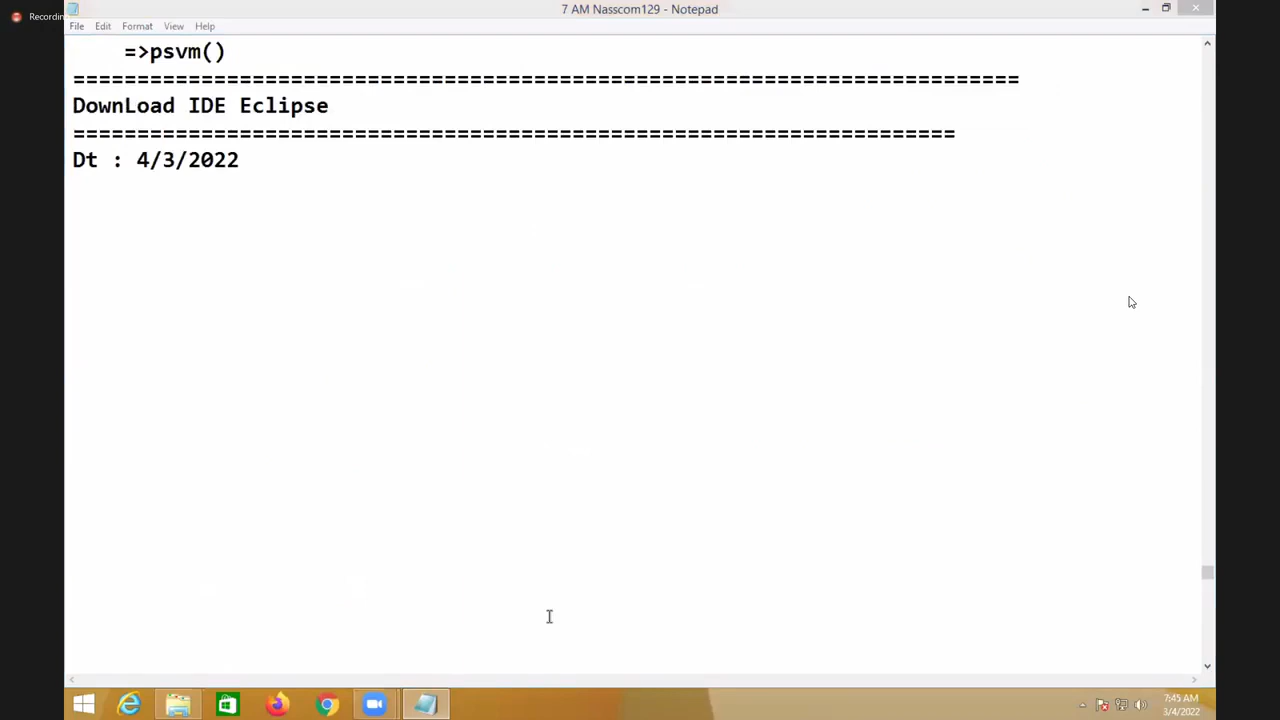 Recording
7 AM Nasscom129 - Notepad
File Edit Format View Help
=>psvm()
==========================================================================
DownLoad IDE Eclipse
=====================================================================
Dt : 4/3/2022
7:45 AM
3/4/2022